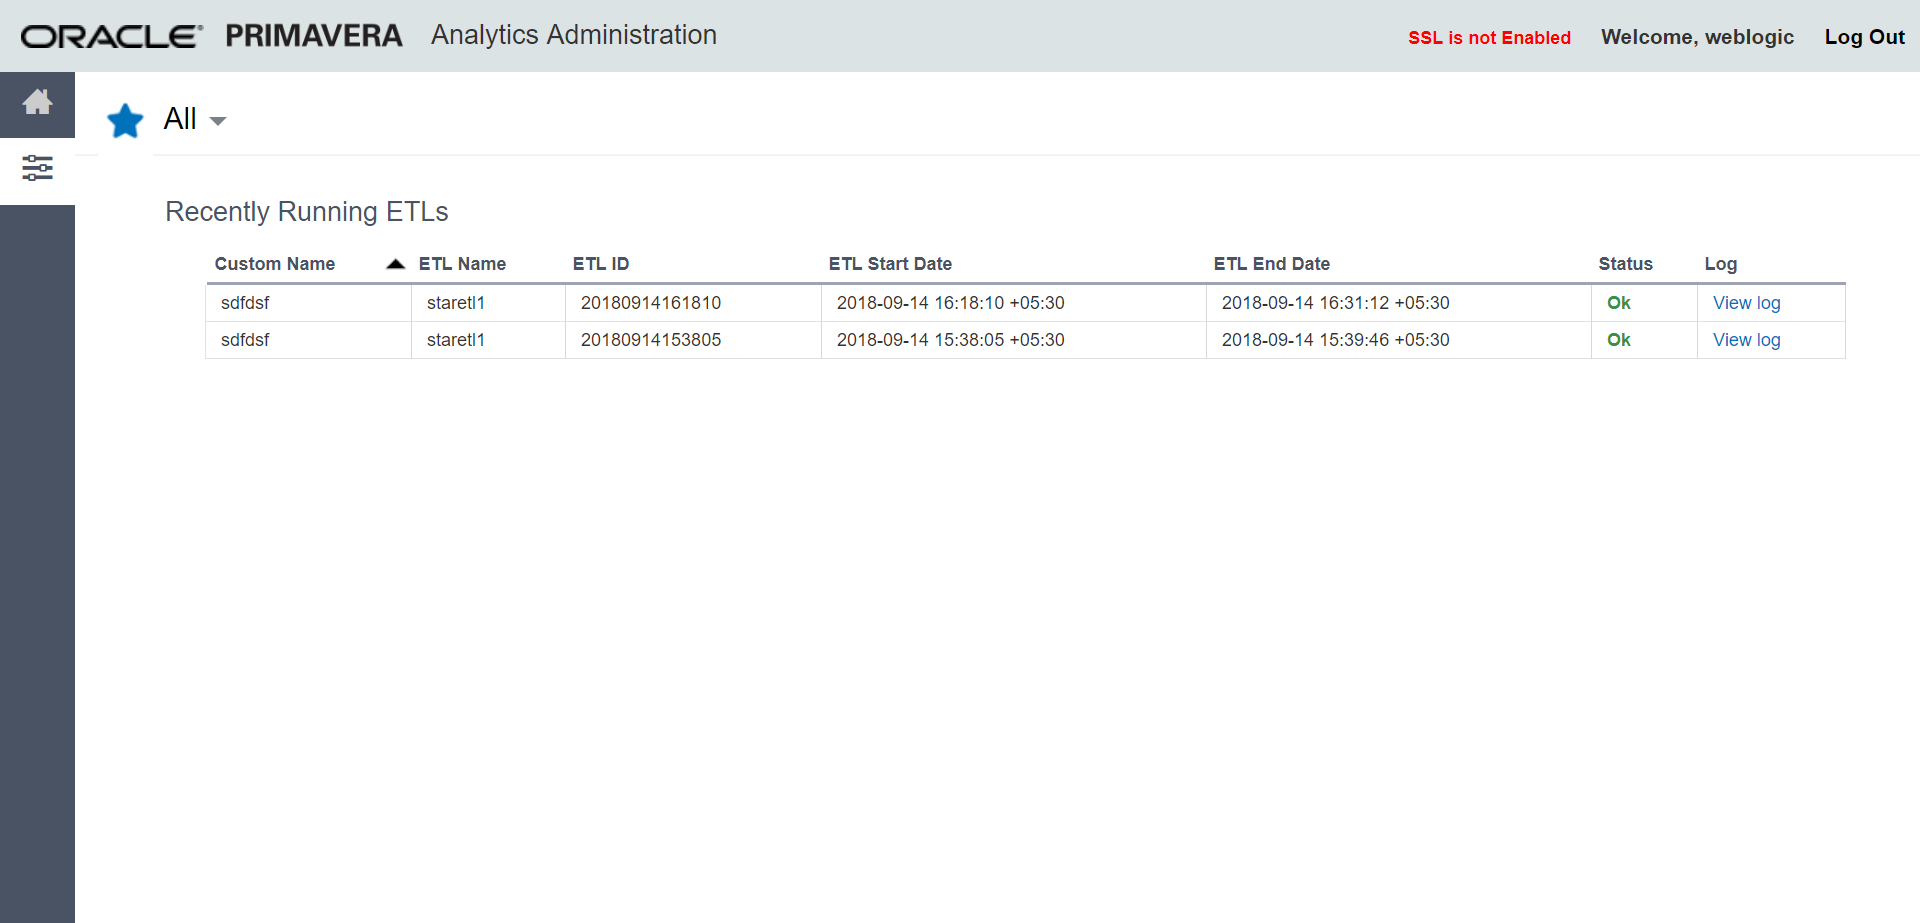 ORACLE® PRIMAVERA Analytics Administration SSL is not Enabled Welcome, weblogic Log Out
All
Recently Running ETLs
Custom Name ETL Name ETL ID ETL Start Date ETL End Date Status Log
sdfdsf staretl1 20180914161810 2018-09-14 16:18:10 +05:30 2018-09-14 16:31:12 +05:30 Ok View log
sdfdsf staretl1 20180914153805 2018-09-14 15:38:05 +05:30 2018-09-14 15:39:46 +05:30 Ok View log